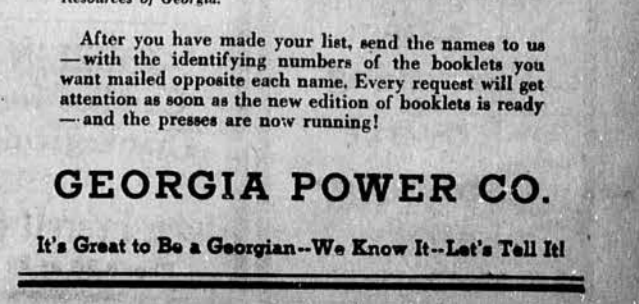 Resources of Georgia.
After you have made your list, send the names to us
—with the identifying numbers of the booklets you
want mailed opposite each name. Every request will get
attention as soon as the new edition of booklets is ready
—and the presses are now running!
GEORGIA POWER CO.
It's Great to Be a Georgian--We Know It--Let's Tell It!